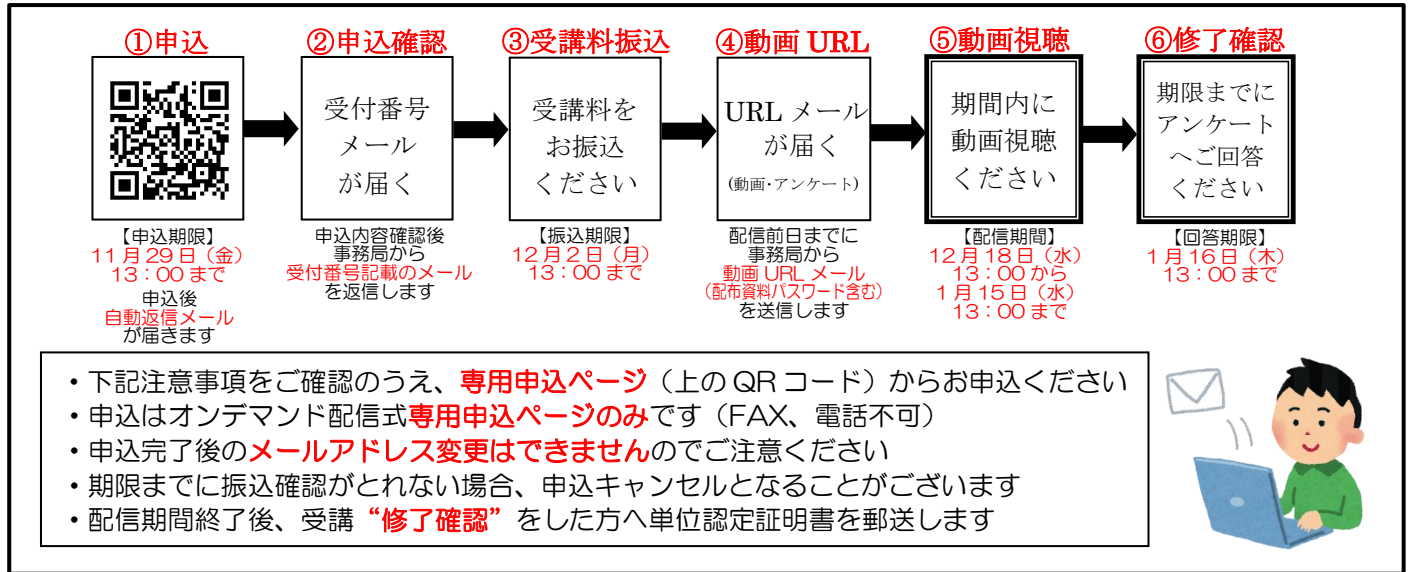 ①申込
②申込確認
③受講料振込
④動画 URL
⑤動画視聴
⑥修了確認
受付番号
メール
が届く
受講料を
お振込
ください
URL メール
が届く
(動画・アンケート)
期間内に
動画視聴
ください
期限までに
アンケート
へご回答
ください
【申込期限】
11月29日(金)
13:00 まで
申込後
自動返信メール
が届きます
申込内容確認後
事務局から
受付番号記載のメール
を返信します
【振込期限】
12月2日(月)
13:00 まで
配信前日までに
事務局から
動画 URL メール
(配布資料パスワード含む)
を送信します
【配信期間】
12月18日(水)
13:00 から
1月15日(水)
13:00 まで
【回答期限】
1月16日(木)
13:00 まで
・下記注意事項をご確認のうえ、専用申込ページ(上の QR コード)からお申込ください
・申込はオンデマンド配信式専用申込ページのみです(FAX、電話不可)
・申込完了後のメールアドレス変更はできませんのでご注意ください
・期限までに振込確認がとれない場合、申込キャンセルとなることがございます
・配信期間終了後、受講“修了確認”をした方へ単位認定証明書を郵送します